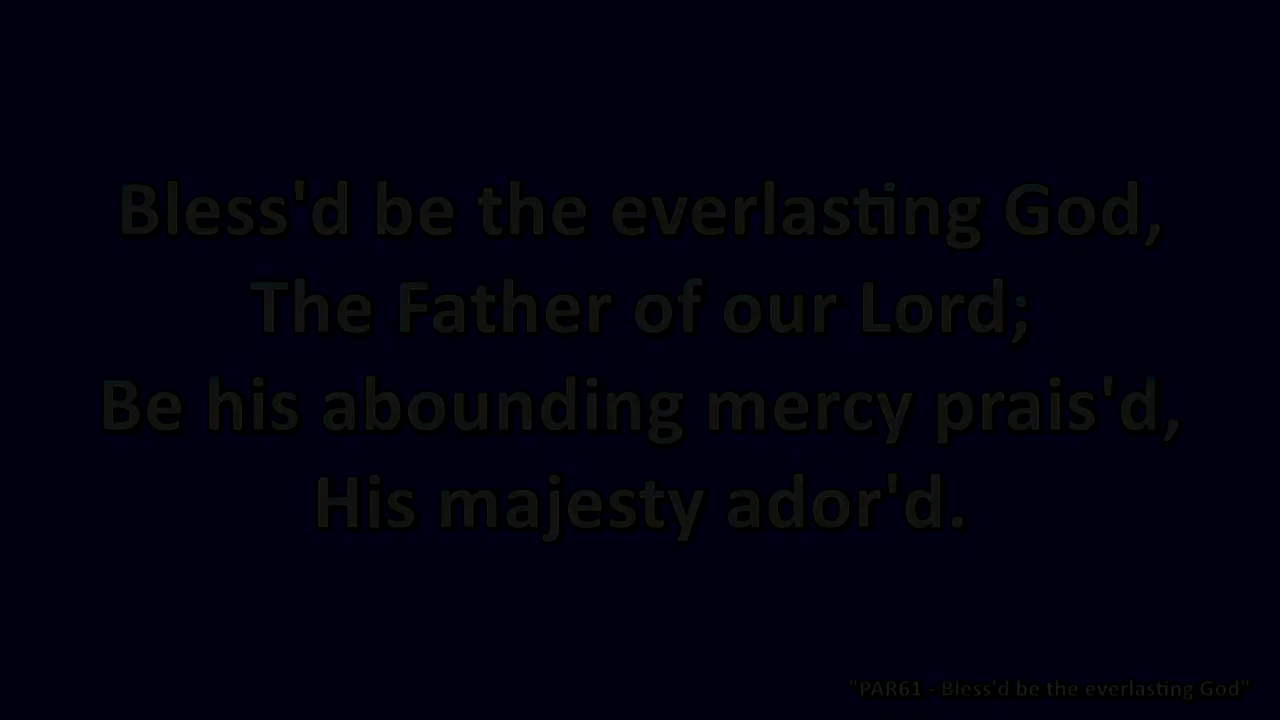 Bless'd be the everlasting God,
The Father of our Lord;
Be his abounding mercy prais'd,
His majesty ador'd.
"PAR61 - Bless'd be the everlasting God"